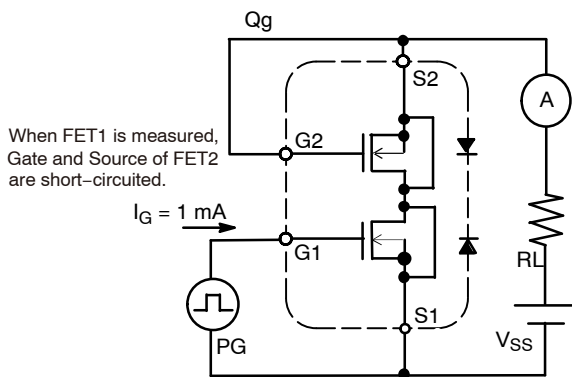 Qg
S2
A
When FET1 is measured,
Gate and Source of FET2
are short−circuited.
G2
IG = 1 mA
G1
RL
S1
VSS
PG